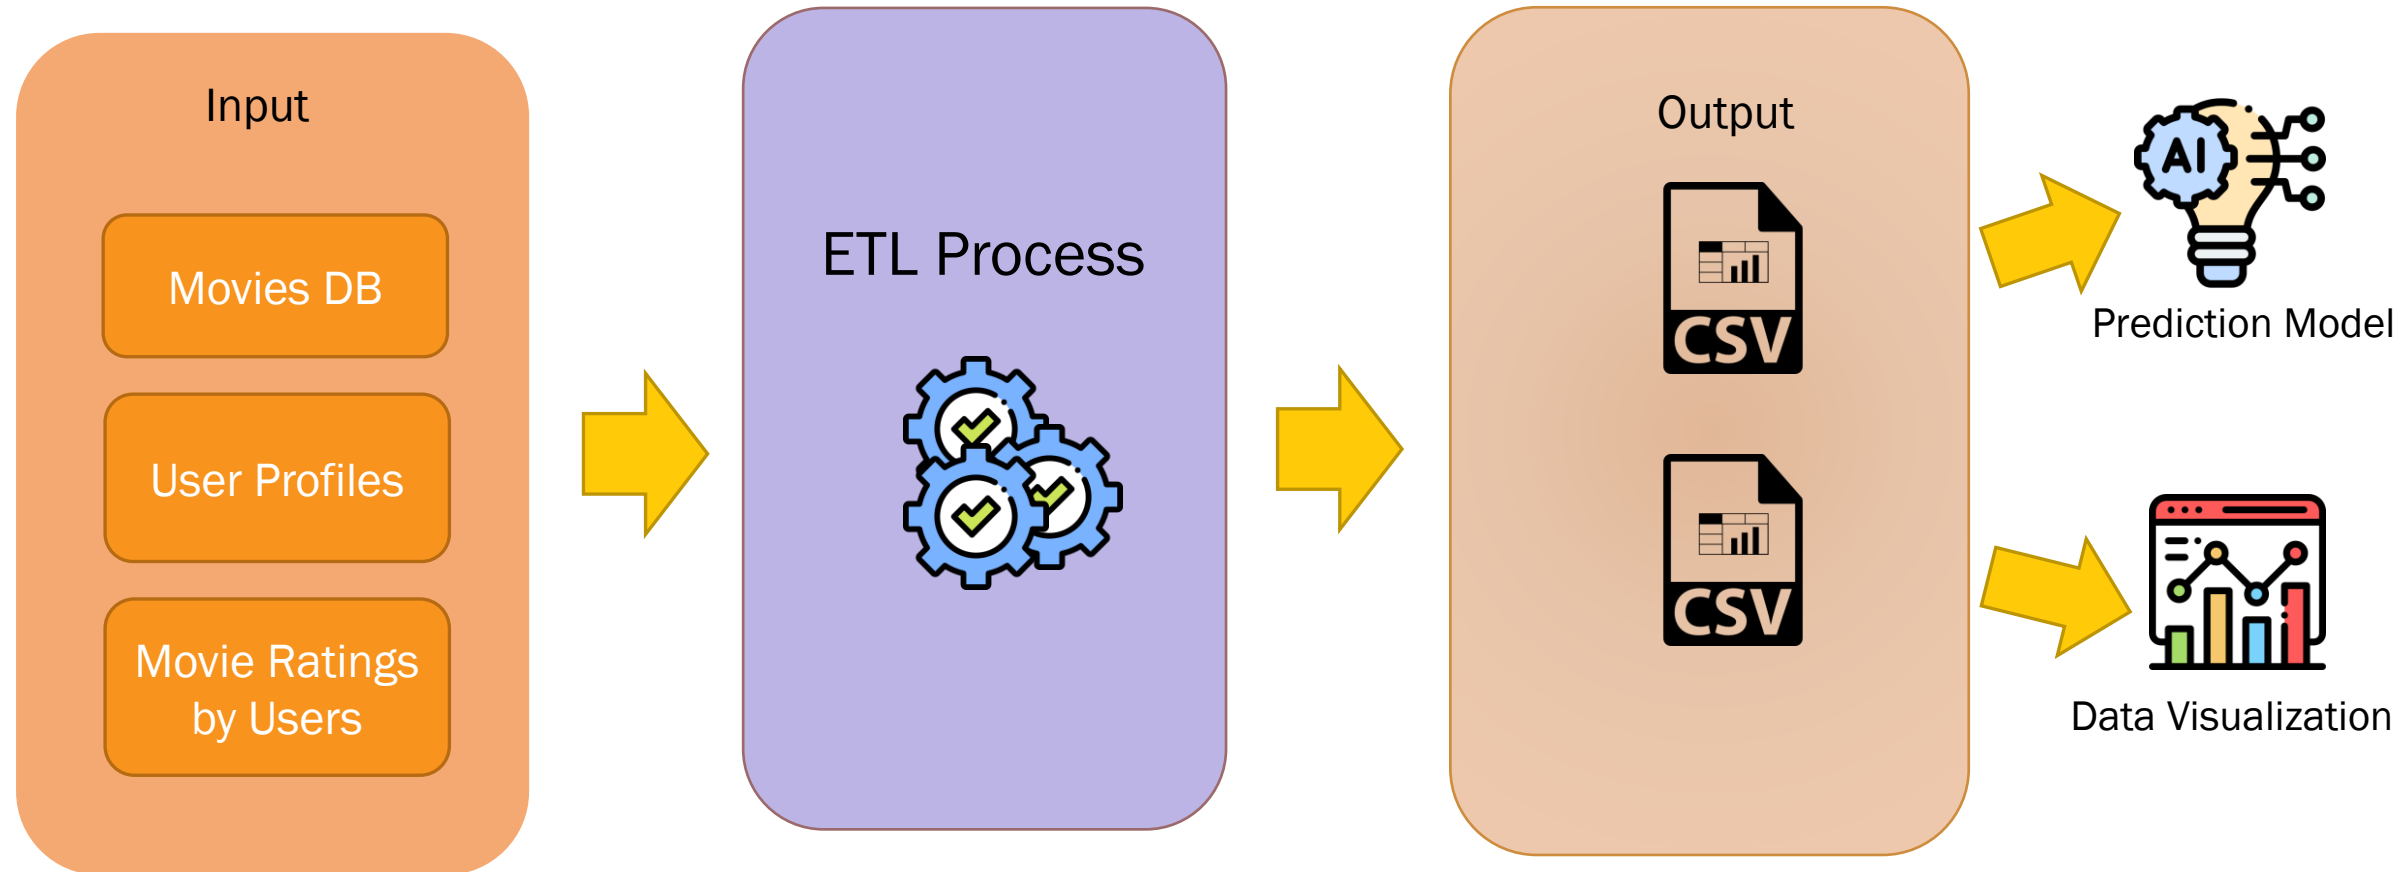 Input
Movies DB
User Profiles
Movie Ratings
by Users
ETL Process
Output
CSV
CSV
AI
Prediction Model
Data Visualization